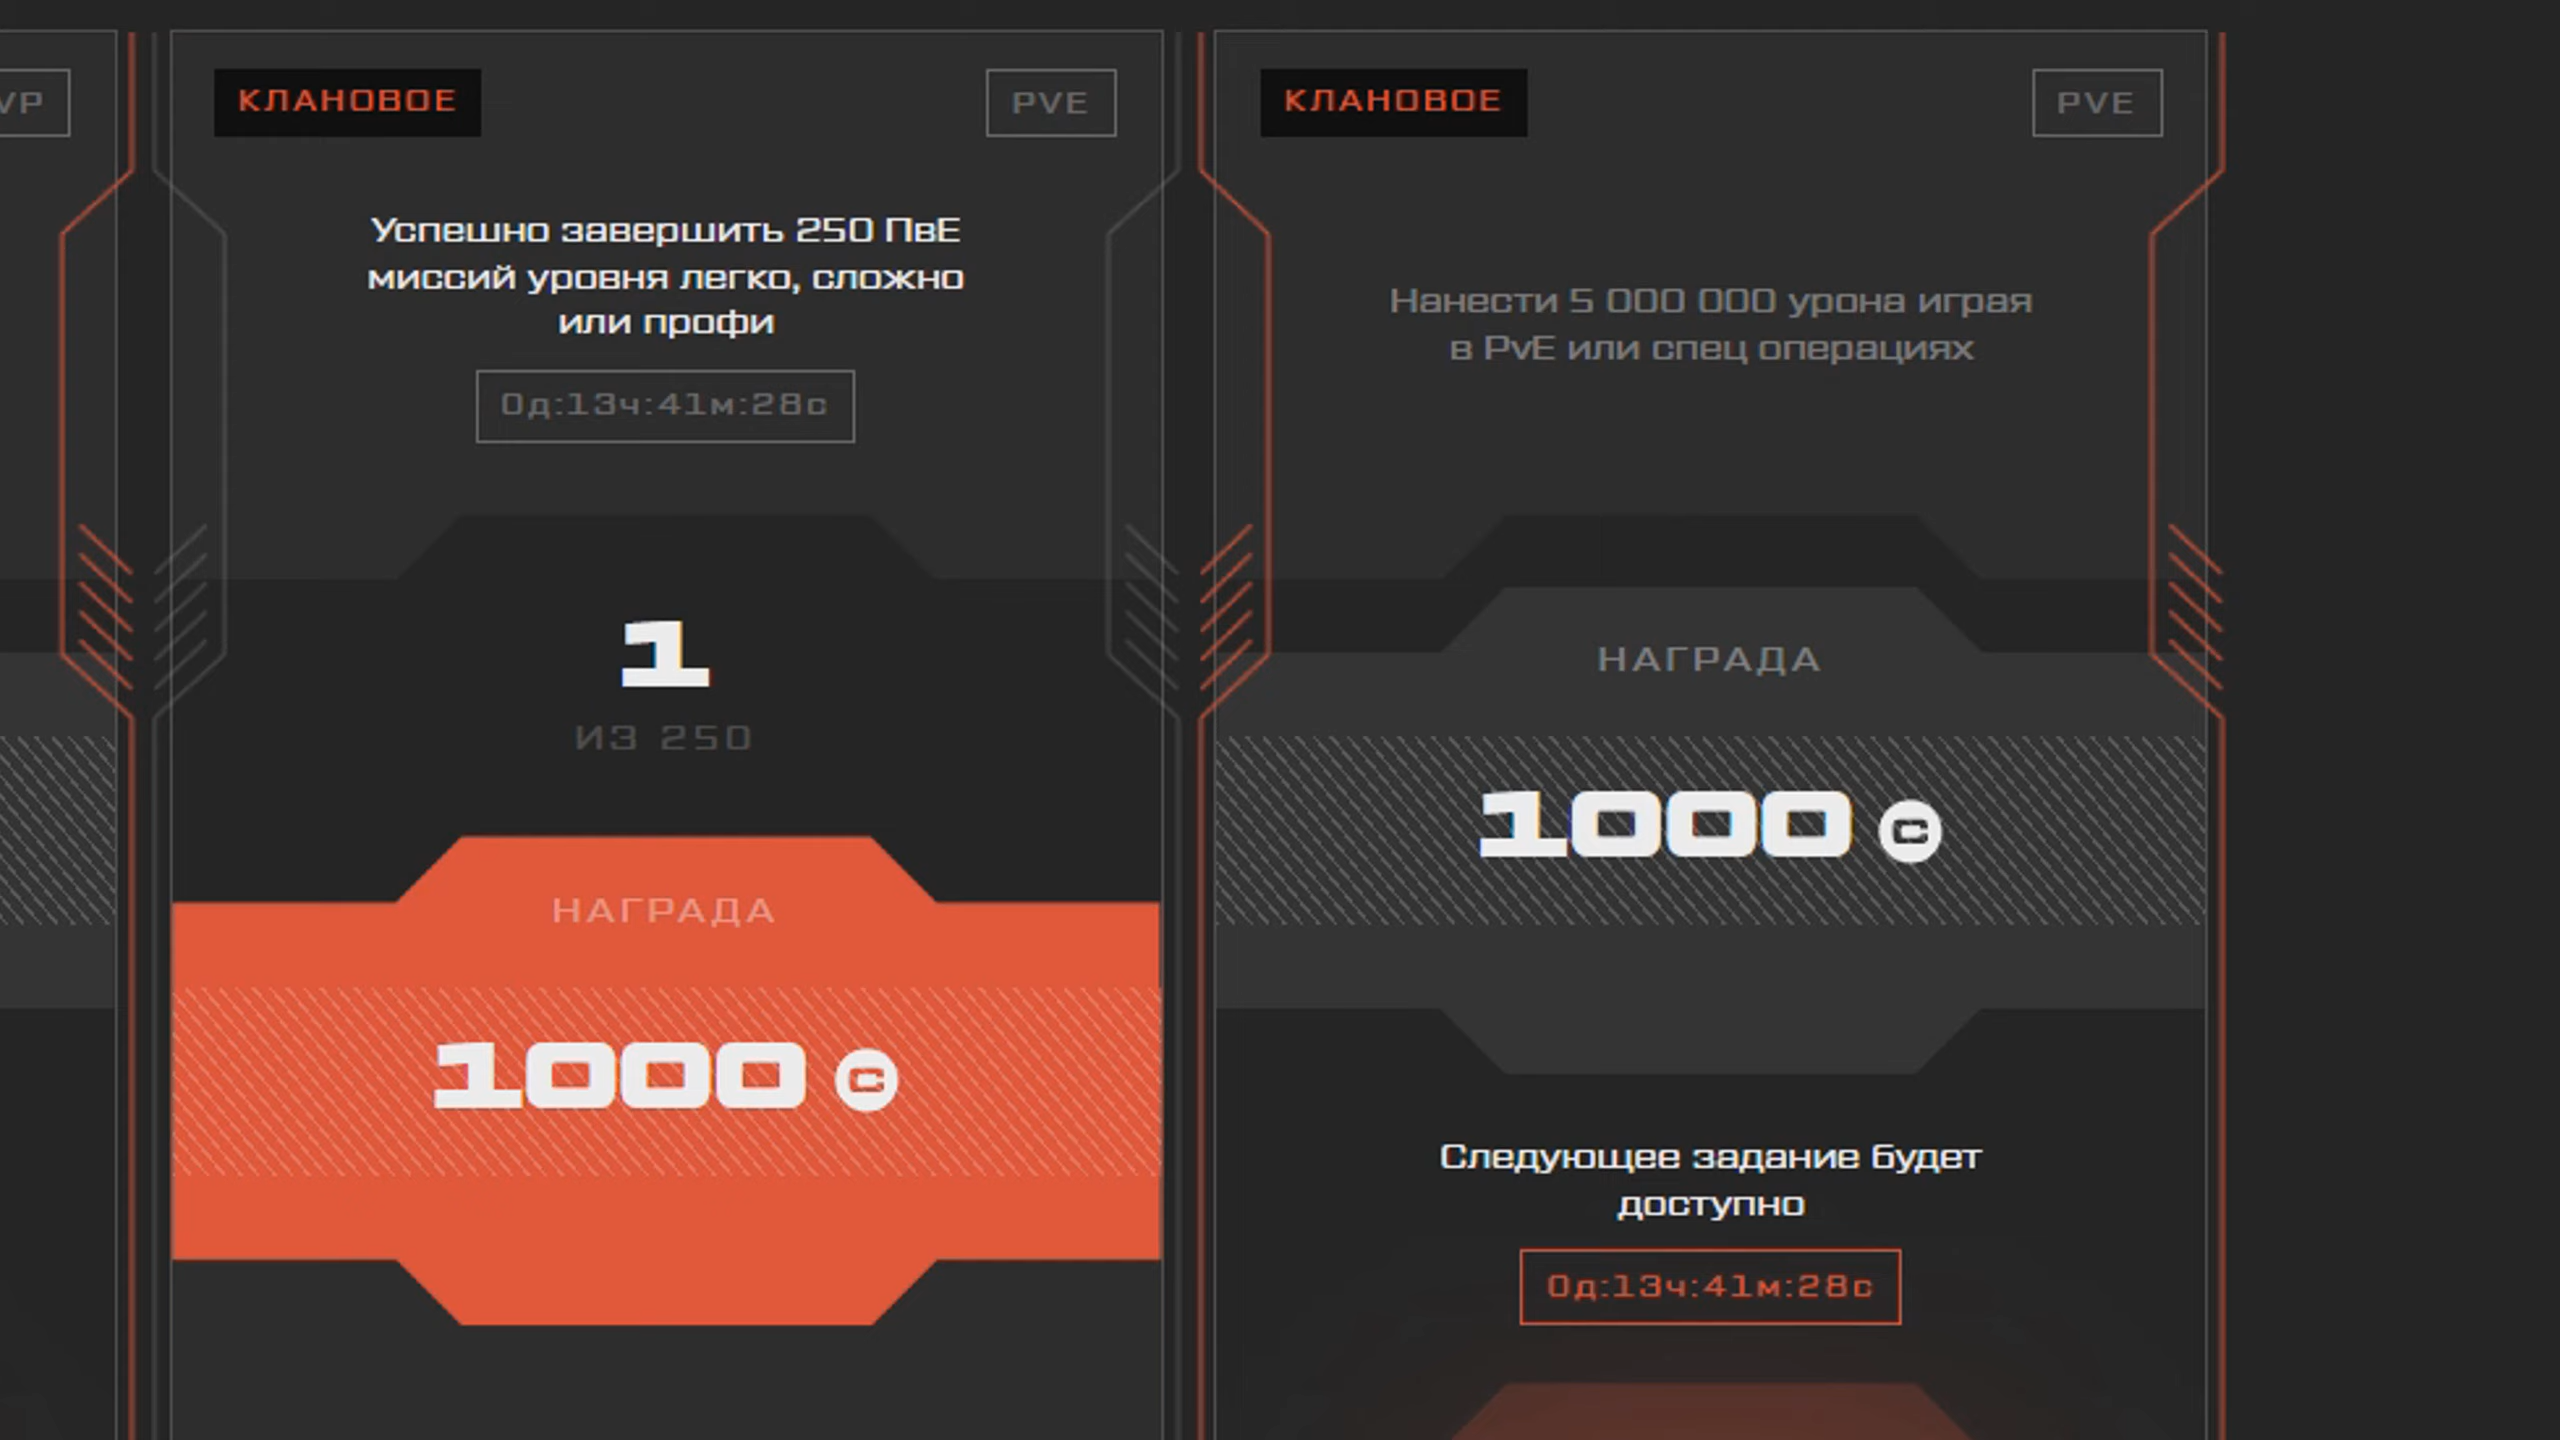 VP
КЛАНОВОЕ
PVE
Успешно завершить 250 ПвЕ
миссий уровня легко, сложно
или профи
0д:13ч:41м:28с
1
ИЗ 250
НАГРАДА
1000 C
КЛАНОВОЕ
PVE
Нанести 5 000 000 урона играя
в PvE или спец операциях
НАГРАДА
1000 C
Следующее задание будет
доступно
0д:13ч:41м:28с